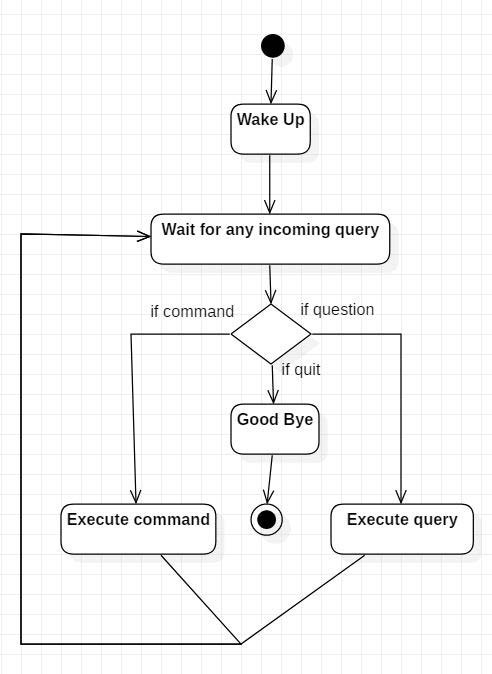 Wake Up
Wait for any incoming query
if command
if question
if quit
Good Bye
Execute command
Execute query